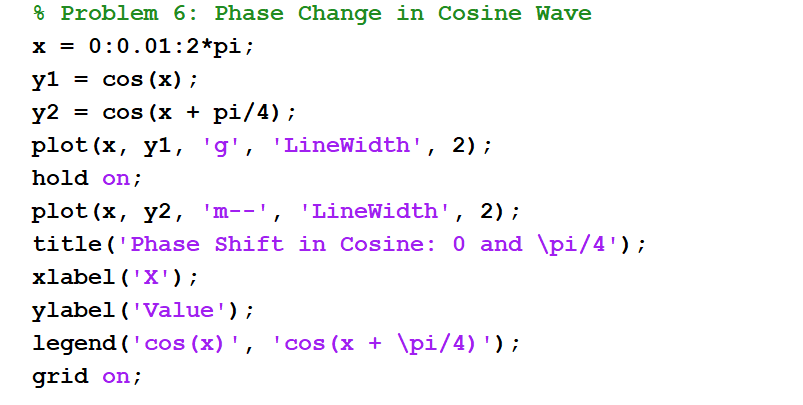 % Problem 6: Phase Change in Cosine Wave
x = 0:0.01:2*pi;
y1 = cos(x);
y2 = cos(x + pi/4);
plot(x, y1, 'g', 'LineWidth', 2);
hold on;
plot(x, y2, 'm--', 'LineWidth', 2);
title('Phase Shift in Cosine: 0 and \pi/4');
xlabel('X');
ylabel('Value');
legend('cos(x)', 'cos(x + \pi/4)');
grid on;